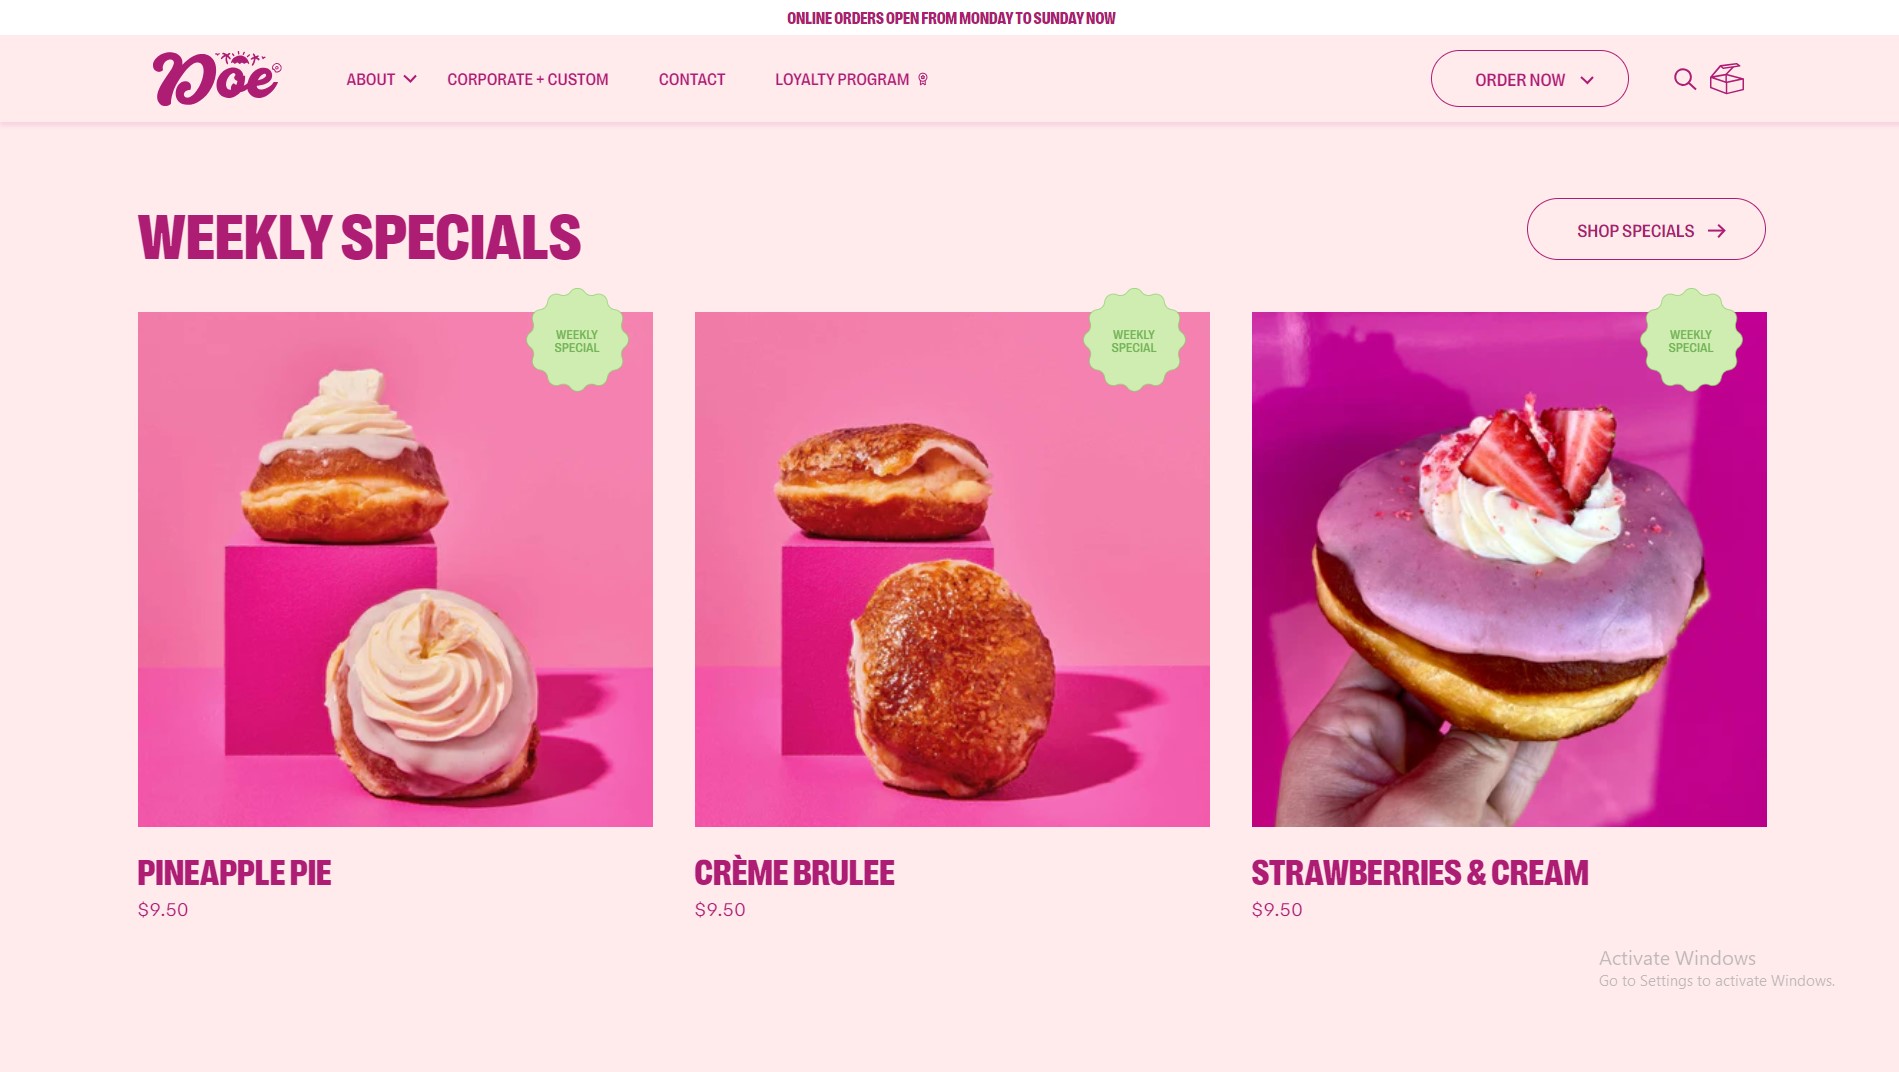 ONLINE ORDERS OPEN FROM MONDAY TO SUNDAY NOW
Doe
ABOUT
CORPORATE + CUSTOM
CONTACT
LOYALTY PROGRAM
ORDER NOW
WEEKLY SPECIALS
SHOP SPECIALS
WEEKLY
SPECIAL
WEEKLY
SPECIAL
WEEKLY
SPECIAL
PINEAPPLE PIE
$9.50
CRÈME BRULEE
$9.50
STRAWBERRIES & CREAM
$9.50
Activate Windows
Go to Settings to activate Windows.